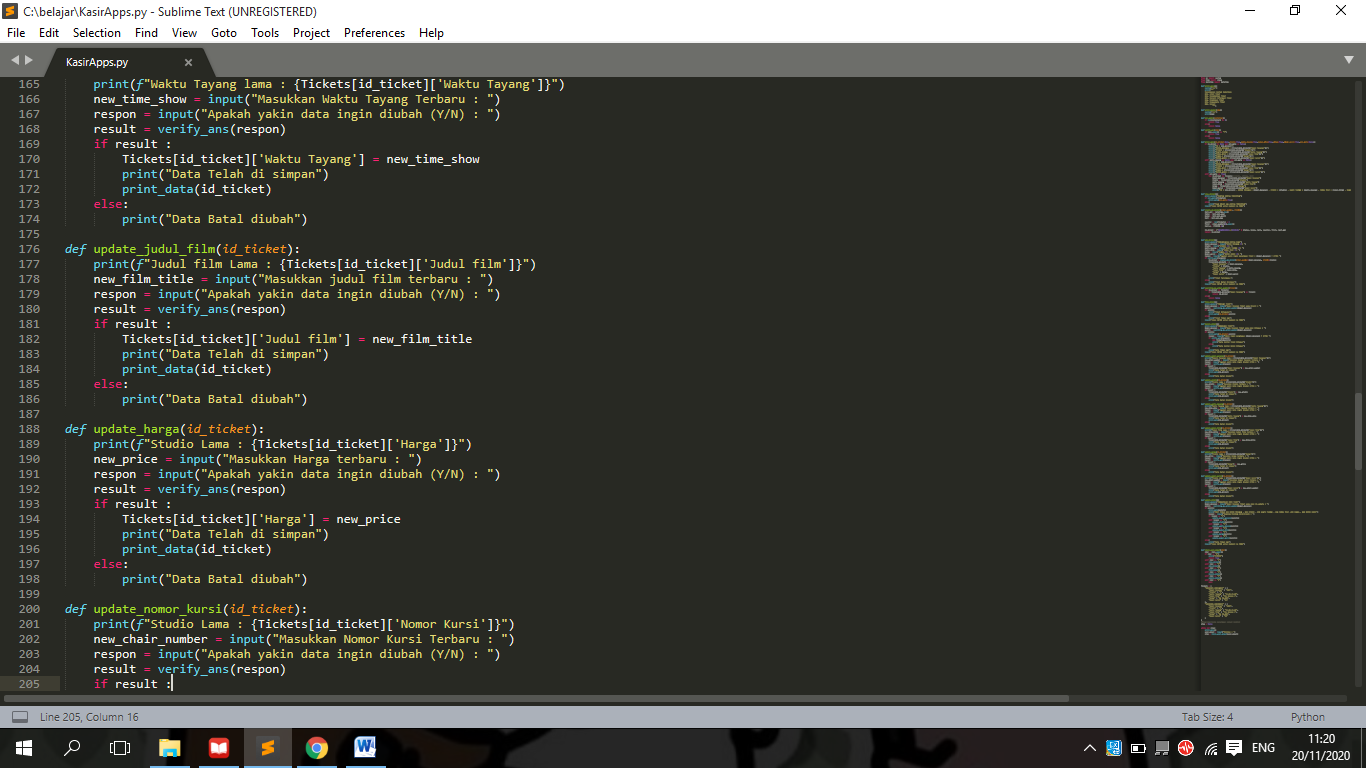 C:\belajar\KasirApps.py - Sublime Text (UNREGISTERED)
File Edit Selection Find View Goto Tools Project Preferences Help
KasirApps.py
165     print(f"Waktu Tayang lama : {Tickets[id_ticket]['Waktu Tayang']}")
166     new_time_show = input("Masukkan Waktu Tayang Terbaru : ")
167     respon = input("Apakah yakin data ingin diubah (Y/N) : ")
168     result = verify_ans(respon)
169     if result :
170         Tickets[id_ticket]['Waktu Tayang'] = new_time_show
171         print("Data Telah di simpan")
172         print_data(id_ticket)
173     else:
174         print("Data Batal diubah")
175
176 def update_judul_film(id_ticket):
177     print(f"Judul film Lama : {Tickets[id_ticket]['Judul film']}")
178     new_film_title = input("Masukkan judul film terbaru : ")
179     respon = input("Apakah yakin data ingin diubah (Y/N) : ")
180     result = verify_ans(respon)
181     if result :
182         Tickets[id_ticket]['Judul film'] = new_film_title
183         print("Data Telah di simpan")
184         print_data(id_ticket)
185     else:
186         print("Data Batal diubah")
187
188 def update_harga(id_ticket):
189     print(f"Studio Lama : {Tickets[id_ticket]['Harga']}")
190     new_price = input("Masukkan Harga terbaru : ")
191     respon = input("Apakah yakin data ingin diubah (Y/N) : ")
192     result = verify_ans(respon)
193     if result :
194         Tickets[id_ticket]['Harga'] = new_price
195         print("Data Telah di simpan")
196         print_data(id_ticket)
197     else:
198         print("Data Batal diubah")
199
200 def update_nomor_kursi(id_ticket):
201     print(f"Studio Lama : {Tickets[id_ticket]['Nomor Kursi']}")
202     new_chair_number = input("Masukkan Nomor Kursi Terbaru : ")
203     respon = input("Apakah yakin data ingin diubah (Y/N) : ")
204     result = verify_ans(respon)
205     if result :
Line 205, Column 16 Tab Size: 4 Python
ENG
11:20
20/11/2020